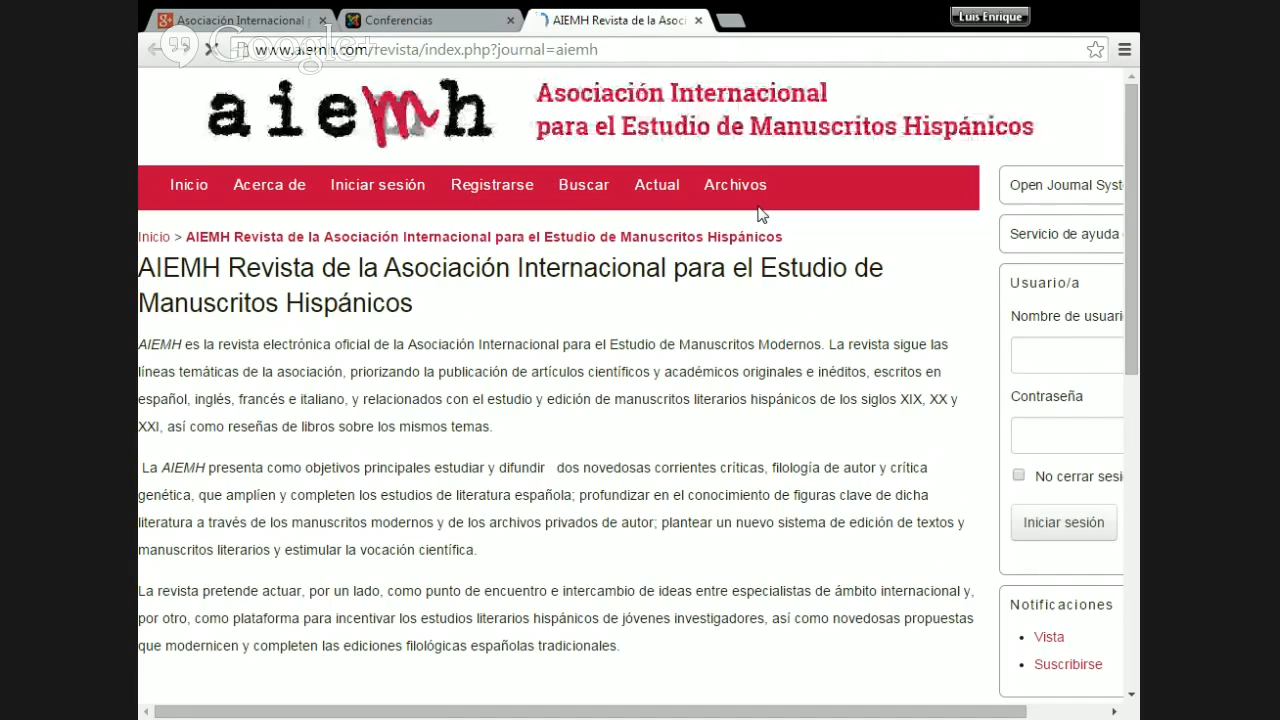 Asociación Internacional p
Conferencias
AIEMH Revista de la Asoci
Luis Enrique
Google+
www.aiemh.com/revista/index.php?journal=aiemh
aiemh
Asociación Internacional
para el Estudio de Manuscritos Hispánicos
Inicio Acerca de Iniciar sesión Registrarse Buscar Actual Archivos
Inicio > AIEMH Revista de la Asociación Internacional para el Estudio de Manuscritos Hispánicos
AIEMH Revista de la Asociación Internacional para el Estudio de
Manuscritos Hispánicos
AIEMH es la revista electrónica oficial de la Asociación Internacional para el Estudio de Manuscritos Modernos. La revista sigue las
líneas temáticas de la asociación, priorizando la publicación de artículos científicos y académicos originales e inéditos, escritos en
español, inglés, francés e italiano, y relacionados con el estudio y edición de manuscritos literarios hispánicos de los siglos XIX, XX y
XXI, así como reseñas de libros sobre los mismos temas.
La AIEMH presenta como objetivos principales estudiar y difundir dos novedosas corrientes críticas, filología de autor y crítica
genética, que amplíen y completen los estudios de literatura española; profundizar en el conocimiento de figuras clave de dicha
literatura a través de los manuscritos modernos y de los archivos privados de autor; plantear un nuevo sistema de edición de textos y
manuscritos literarios y estimular la vocación científica.
La revista pretende actuar, por un lado, como punto de encuentro e intercambio de ideas entre especialistas de ámbito internacional y,
por otro, como plataforma para incentivar los estudios literarios hispánicos de jóvenes investigadores, así como novedosas propuestas
que modernicen y completen las ediciones filológicas españolas tradicionales.
Open Journal Syst
Servicio de ayuda
Usuario/a
Nombre de usuari
Contraseña
No cerrar sesi
Iniciar sesión
Notificaciones
Vista
Suscribirse